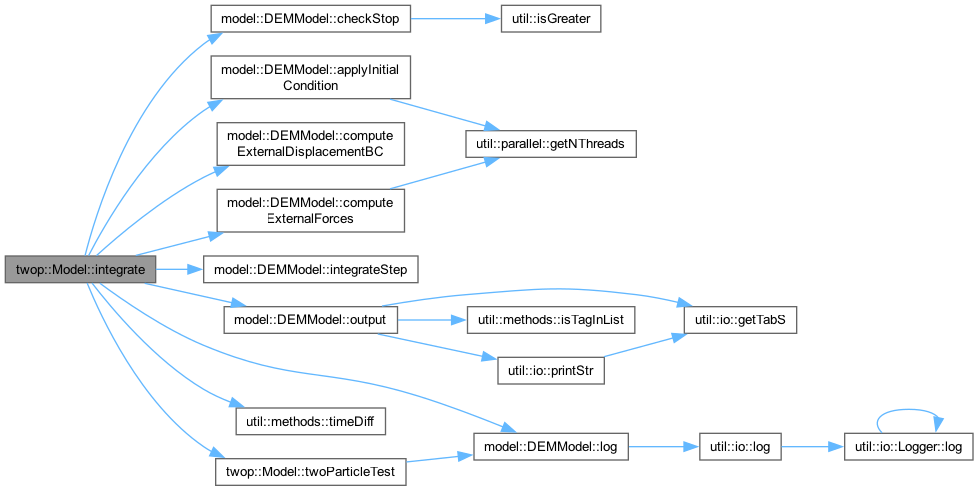 model::DEMModel::checkStop
util::isGreater
model::DEMModel::applyInitial
Condition
model::DEMModel::compute
ExternalDisplacementBC
util::parallel::getNThreads
model::DEMModel::compute
ExternalForces
twop::Model::integrate
model::DEMModel::integrateStep
model::DEMModel::output
util::methods::isTagInList
util::io::getTabS
util::io::printStr
util::methods::timeDiff
model::DEMModel::log
util::io::log
util::io::Logger::log
twop::Model::twoParticleTest